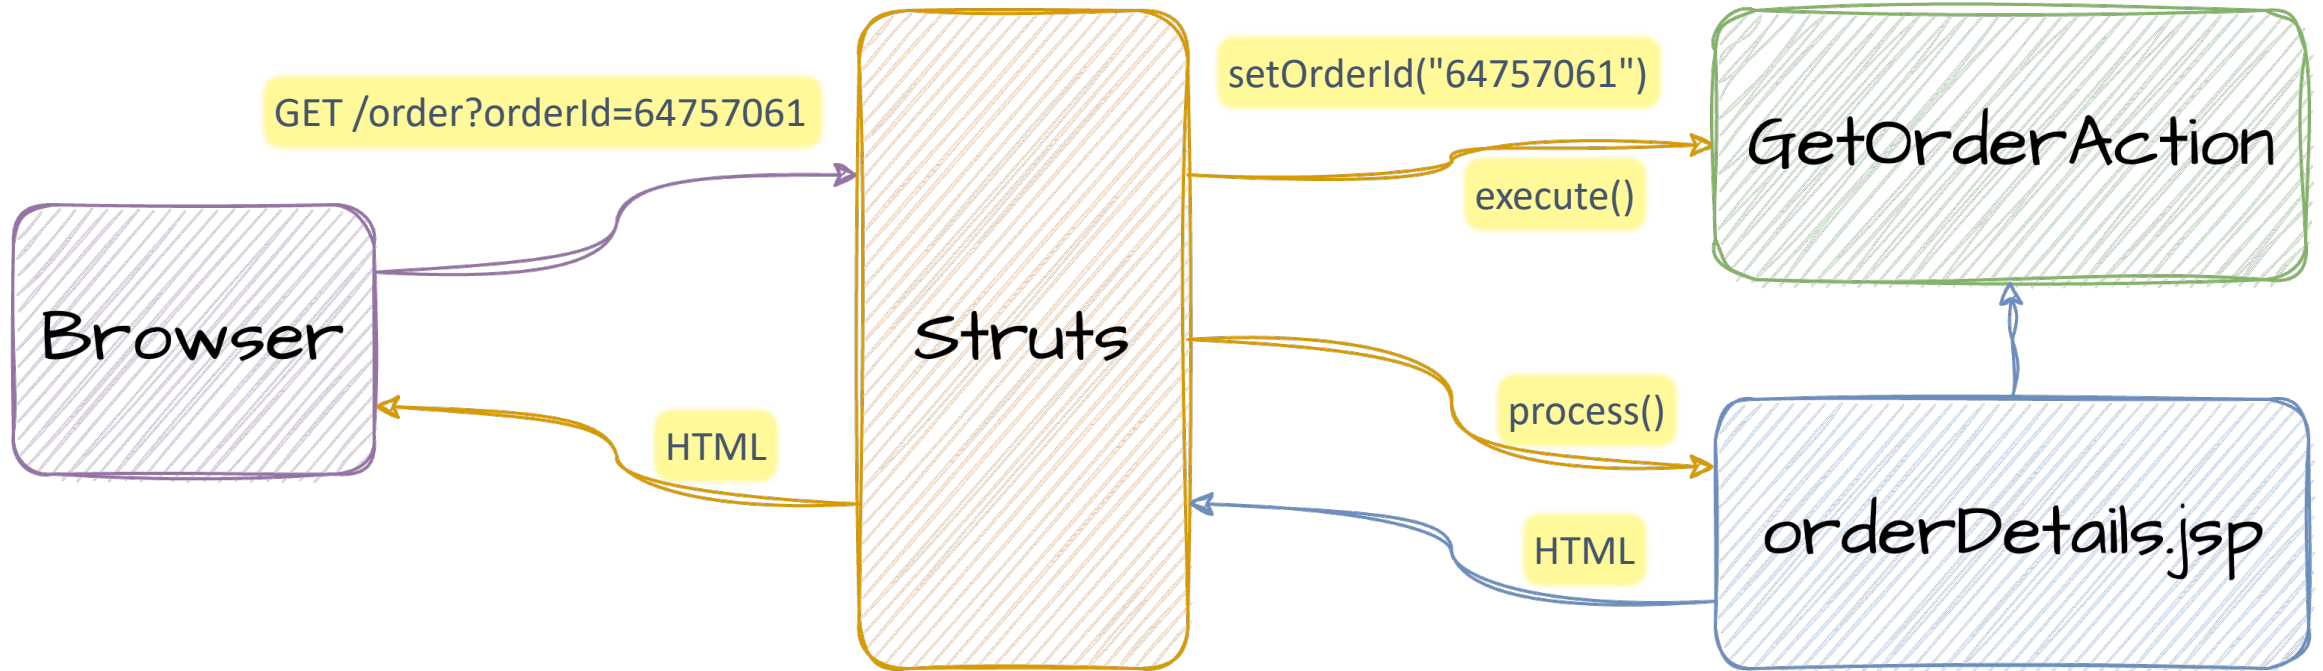 GET /order?orderId=64757061
setOrderId("64757061")
GetOrderAction
execute()
Browser
Struts
process()
HTML
orderDetails.jsp
HTML